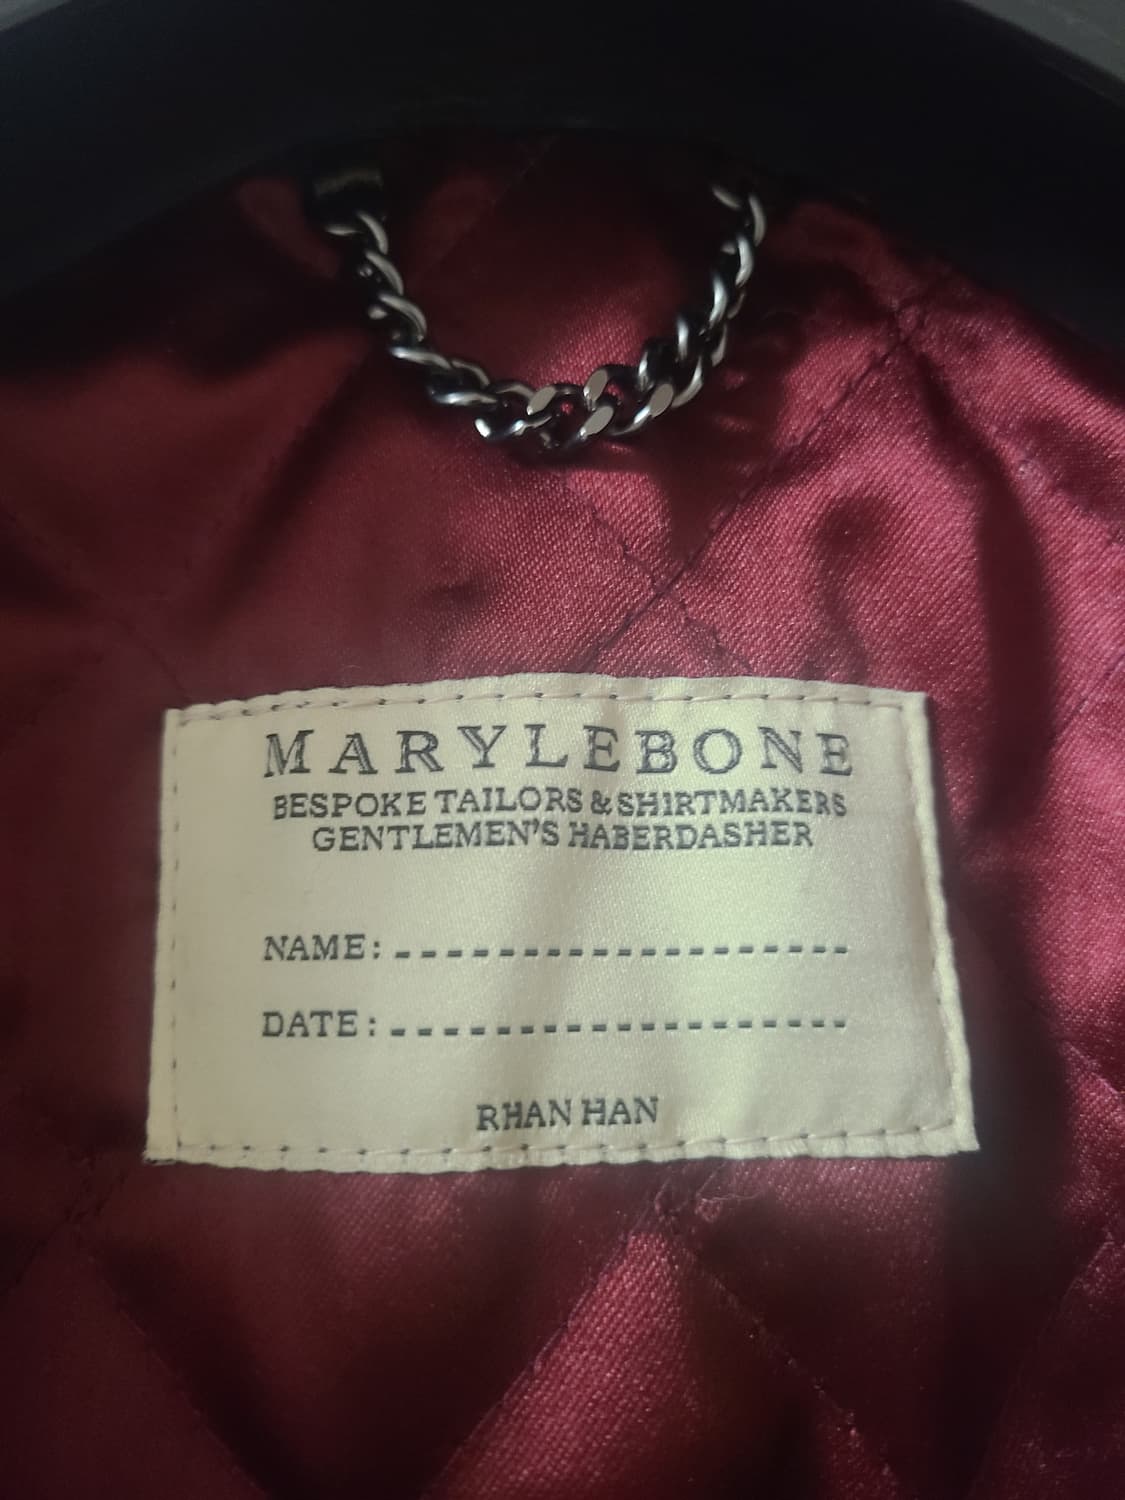 MARYLEBONE
BESPOKE TAILORS & SHIRTMAKERS
GENTLEMEN'S HABERDASHER
NAME: ------------------
DATE: ------------------
RHAN HAN